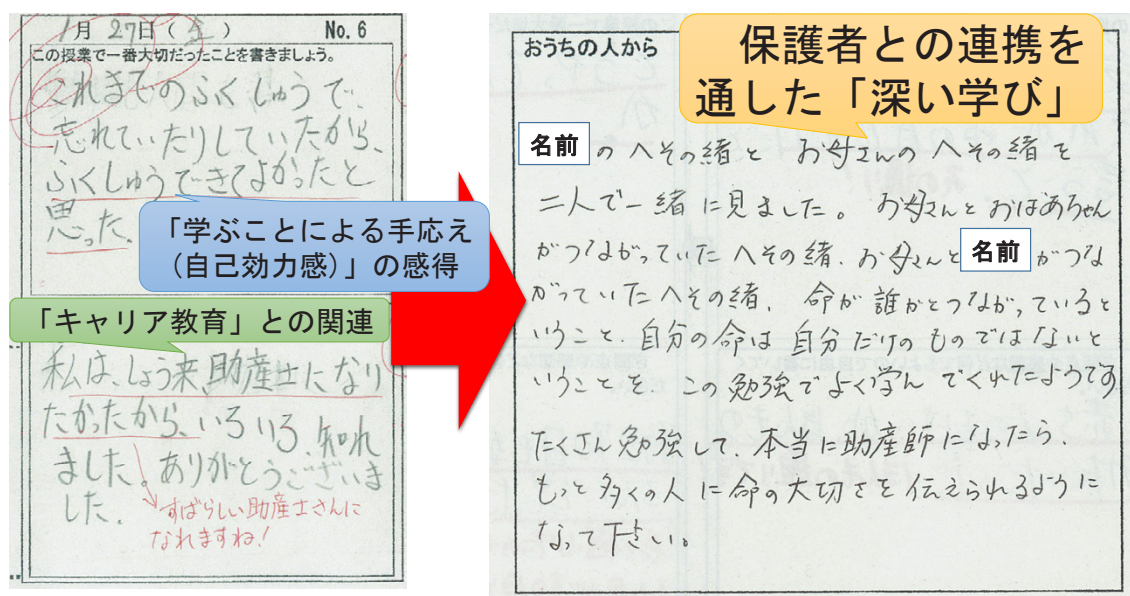 1月27日(金) No.6
この授業で一番大切だったことを書きましょう。
これまでのふくしゅうで、
忘れていたりしていたから、
ふくしゅうできてよかったと
思った。
「学ぶことによる手応え
(自己効力感)」の感得
「キャリア教育」との関連
私は、しょう来、助産士になり
たかったから、いろいろ知れ
ました。ありがとうございま
した。
すばらしい助産士さんに
なれますね!
おうちの人から
保護者との連携を
通した「深い学び」
名前のへその緒とお母さんのへその緒を
二人で一緒に見ました。お母さんとおばあちゃん
がつながっていたへその緒、お母さんと名前がつな
がっていたへその緒、命が誰かとつながっていると
いうこと、自分の命は自分だけのものではないと
いうことを、この勉強でよく学んでくれたようです
たくさん勉強して、本当に助産師になったら、
もっと多くの人に命の大切さを伝えられるように
なって下さい。